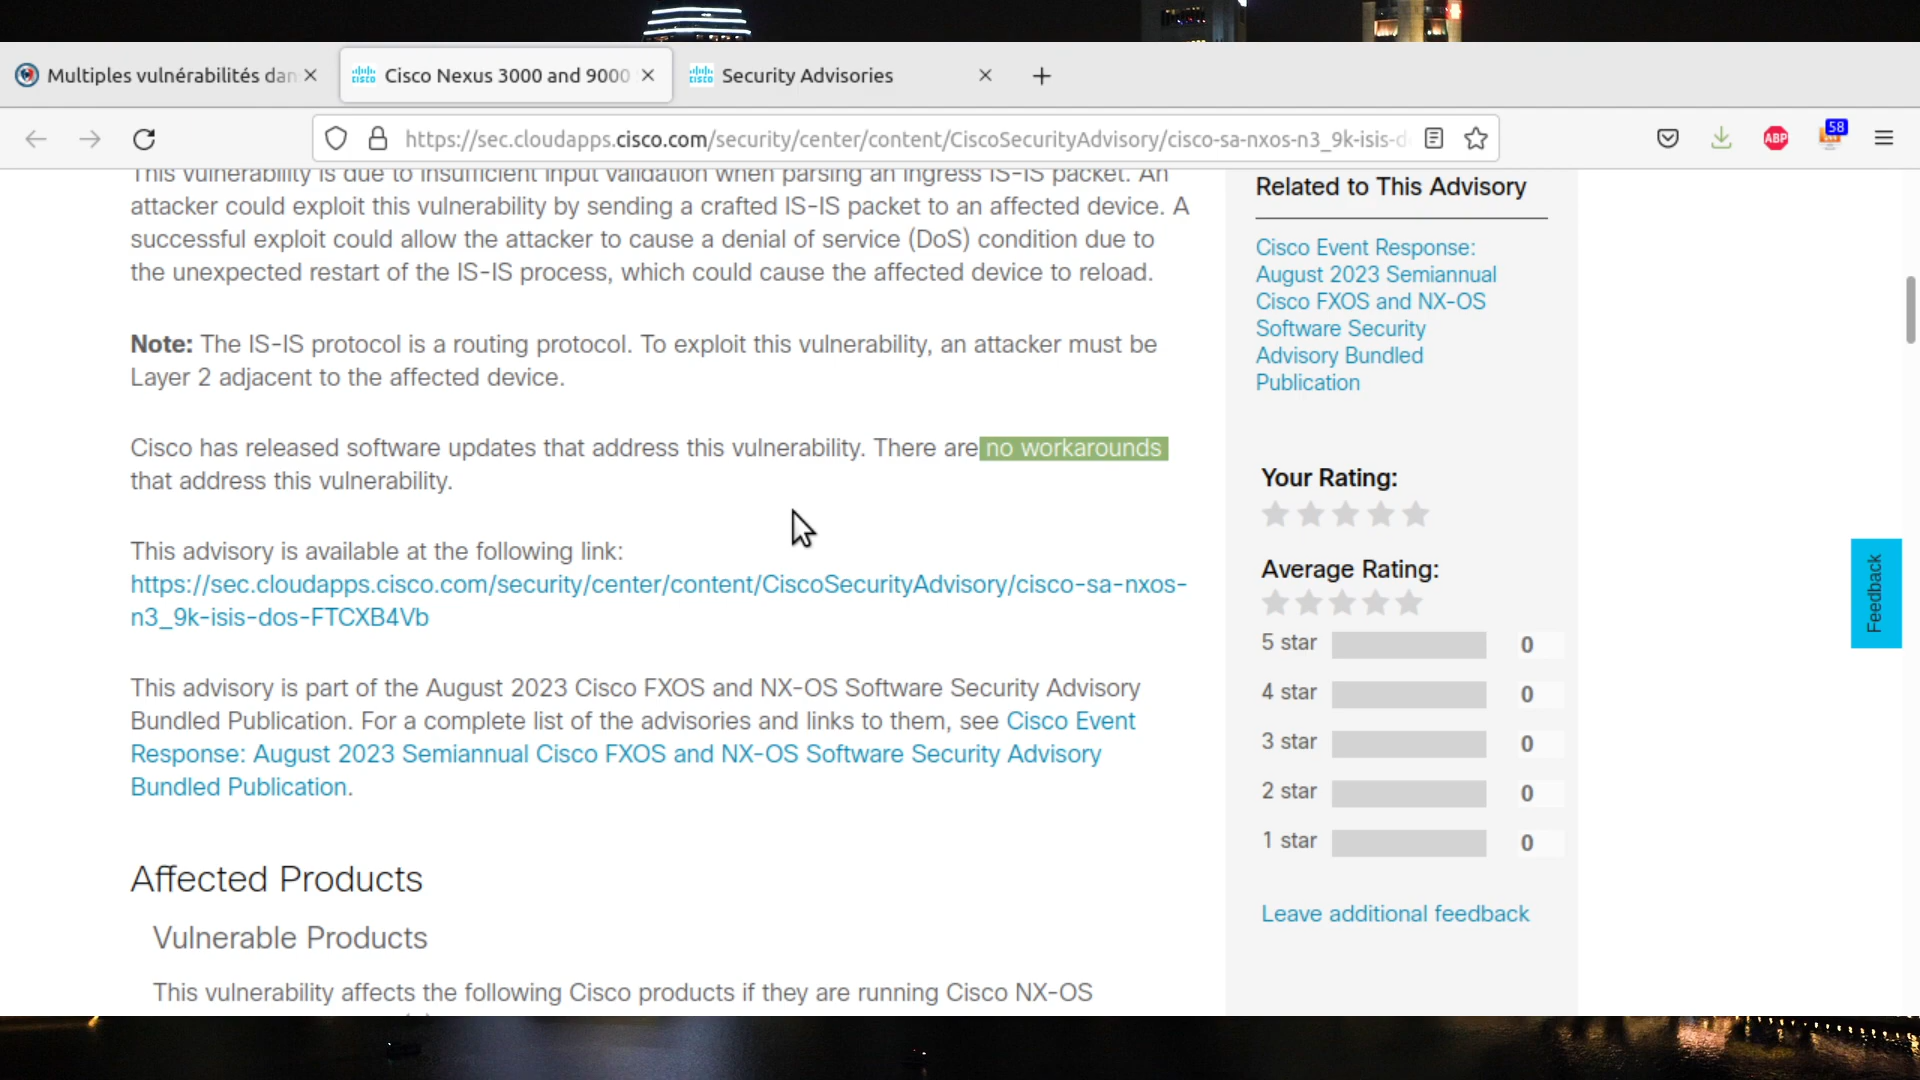 Multiples vulnérabilités dan
Cisco Nexus 3000 and 9000
Security Advisories
https://sec.cloudapps.cisco.com/security/center/content/CiscoSecurityAdvisory/cisco-sa-nxos-n3_9k-isis-d
ABP
58
This vulnerability is due to insufficient input validation when parsing an ingress IS-IS packet. An
attacker could exploit this vulnerability by sending a crafted IS-IS packet to an affected device. A
successful exploit could allow the attacker to cause a denial of service (DoS) condition due to
the unexpected restart of the IS-IS process, which could cause the affected device to reload.
Note: The IS-IS protocol is a routing protocol. To exploit this vulnerability, an attacker must be
Layer 2 adjacent to the affected device.
Cisco has released software updates that address this vulnerability. There are no workarounds
that address this vulnerability.
This advisory is available at the following link:
https://sec.cloudapps.cisco.com/security/center/content/CiscoSecurityAdvisory/cisco-sa-nxos-
n3_9k-isis-dos-FTCXB4Vb
This advisory is part of the August 2023 Cisco FXOS and NX-OS Software Security Advisory
Bundled Publication. For a complete list of the advisories and links to them, see Cisco Event
Response: August 2023 Semiannual Cisco FXOS and NX-OS Software Security Advisory
Bundled Publication.
Affected Products
Vulnerable Products
This vulnerability affects the following Cisco products if they are running Cisco NX-OS
Related to This Advisory
Cisco Event Response:
August 2023 Semiannual
Cisco FXOS and NX-OS
Software Security
Advisory Bundled
Publication
Your Rating:
Average Rating:
5 star 0
4 star 0
3 star 0
2 star 0
1 star 0
Leave additional feedback
Feedback